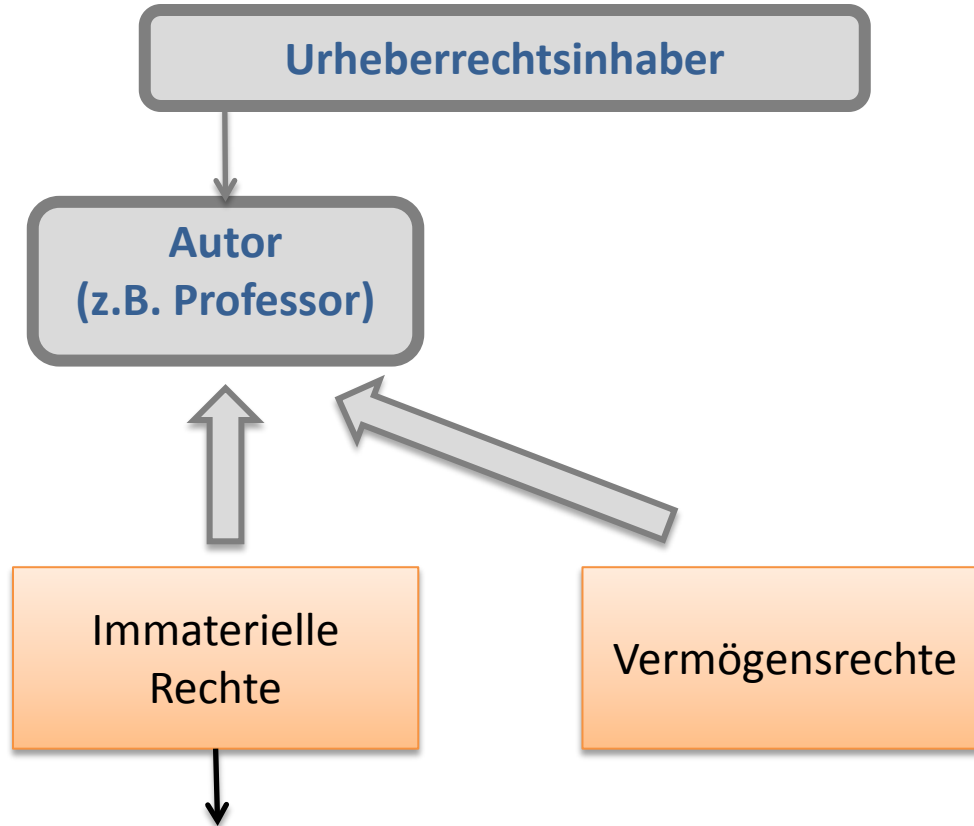 Urheberrechtsinhaber
Autor
(z.B. Professor)
Immaterielle
Rechte
Vermögensrechte